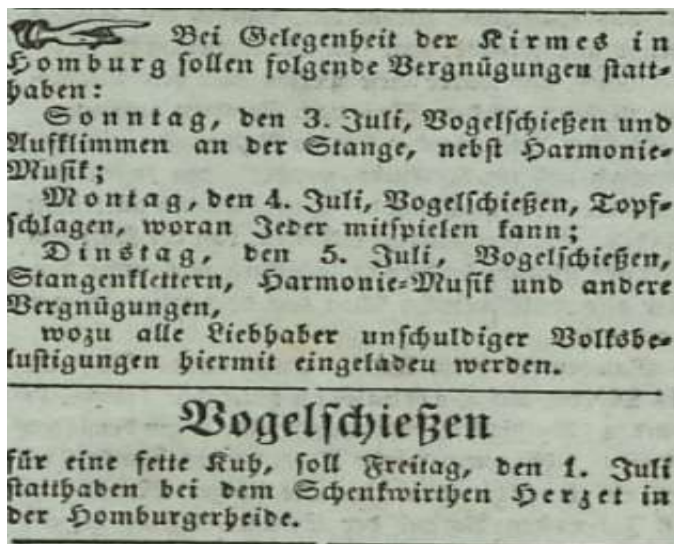 Bei Gelegenheit der Kirmes in
Homburg sollen folgende Vergnügungen statt-
haben:
Sonntag, den 3. Juli, Vogelschießen und
Aufklimmen an der Stange, nebst Harmonie-
Musik;
Montag, den 4. Juli, Vogelschießen, Topf-
schlagen, woran Jeder mitspielen kann;
Dinstag, den 5. Juli, Vogelschießen,
Stangenklettern, Harmonie-Musik und andere
Vergnügungen,
wozu alle Liebhaber unschuldiger Volksbe-
lustigungen hiermit eingeladeu werden.
Vogelschießen
für eine fette Kuh, soll Freitag, den 1. Juli
statthaben bei dem Schenkwirthen Herzet in
der Homburgerheide.